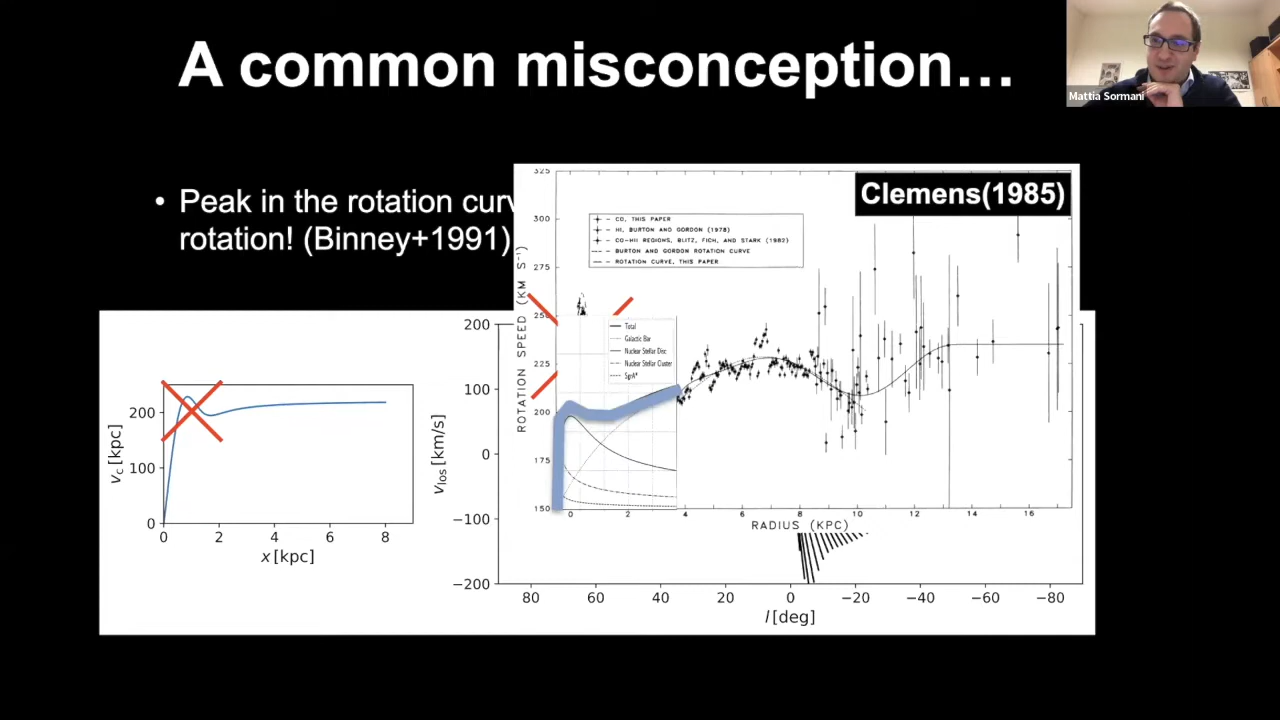 A common misconception…
Mattia Sormani
• Peak in the rotation curv
rotation! (Binney+1991)
Clemens(1985)
325
300
275
250
225
200
175
150
ROTATION SPEED (KM S⁻¹)
CO, THIS PAPER
HI, BURTON AND GORDON (1978)
CO-HII REGIONS, BLITZ, FICH, AND STARK (1982)
BURTON AND GORDON ROTATION CURVE
ROTATION CURVE, THIS PAPER
Total
Galactic Bar
Nuclear Stellar Disc
Nuclear Stellar Cluster
SgrA*
0 2 4 6 8 10 12 14 16
RADIUS (KPC)
200
100
0
v_c [kpc]
0 2 4 6 8
x [kpc]
200
100
0
−100
−200
v_los [km/s]
80 60 40 20 0 −20 −40 −60 −80
l [deg]